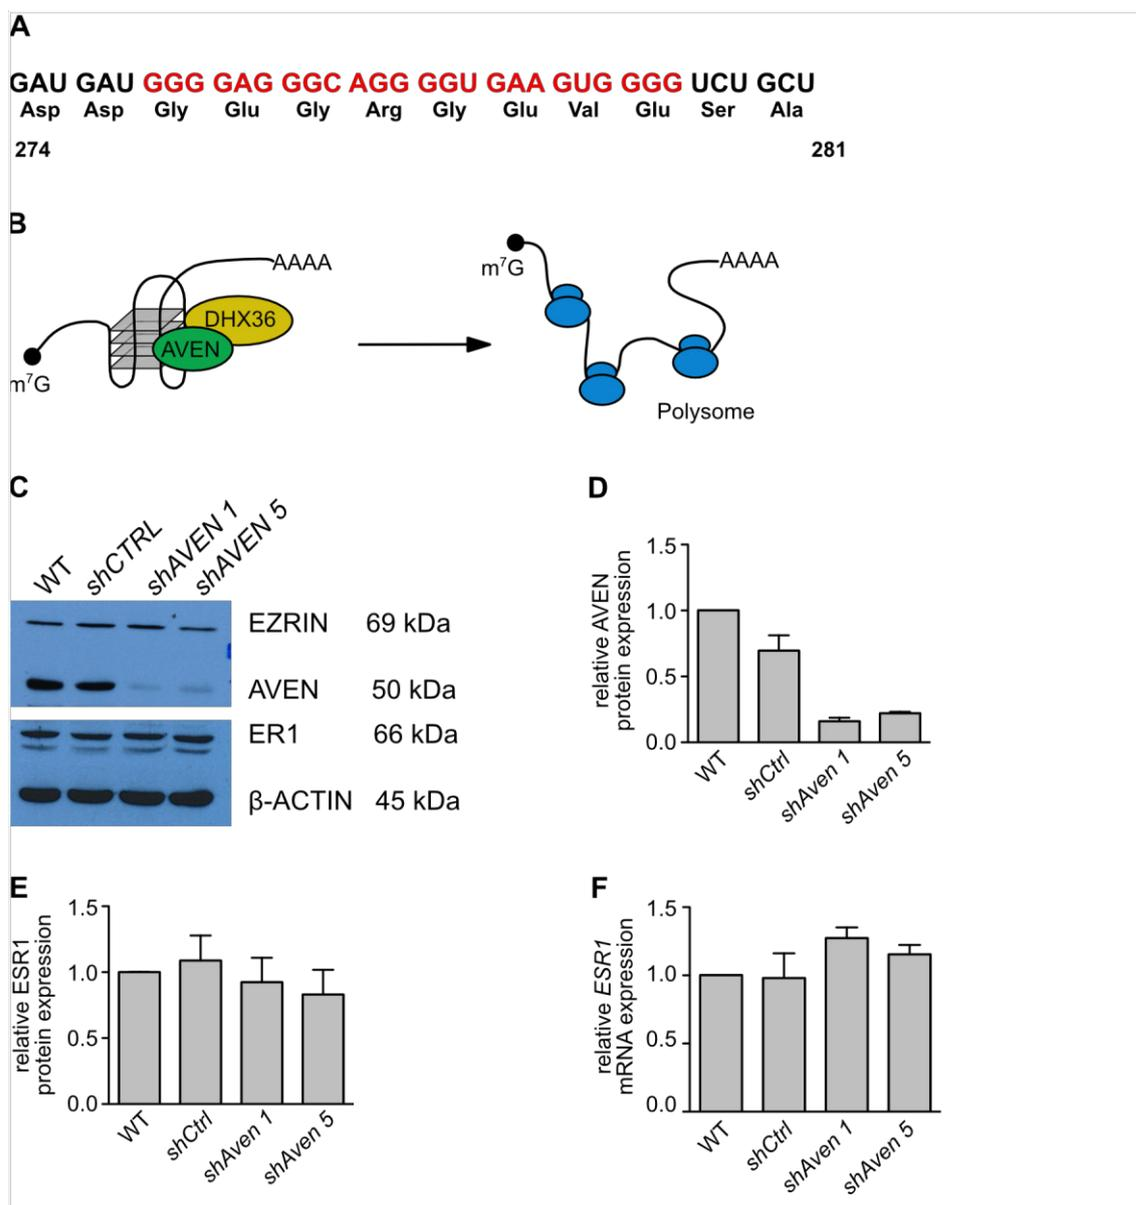 A
GAU GAU GGG GAG GGC AGG GGU GAA GUG GGG UCU GCU
Asp Asp Gly Glu Gly Arg Gly Glu Val Glu Ser Ala
274 281
B
m⁷G
AVEN
DHX36
AAAA
m⁷G
AAAA
Polysome
C
WT shCTRL shAVEN 1 shAVEN 5
EZRIN 69 kDa
AVEN 50 kDa
ER1 66 kDa
β-ACTIN 45 kDa
D
relative AVEN
protein expression
1.5
1.0
0.5
0.0
WT shCtrl shAven 1 shAven 5
E
relative ESR1
protein expression
1.5
1.0
0.5
0.0
WT shCtrl shAven 1 shAven 5
F
relative ESR1
mRNA expression
1.5
1.0
0.5
0.0
WT shCtrl shAven 1 shAven 5